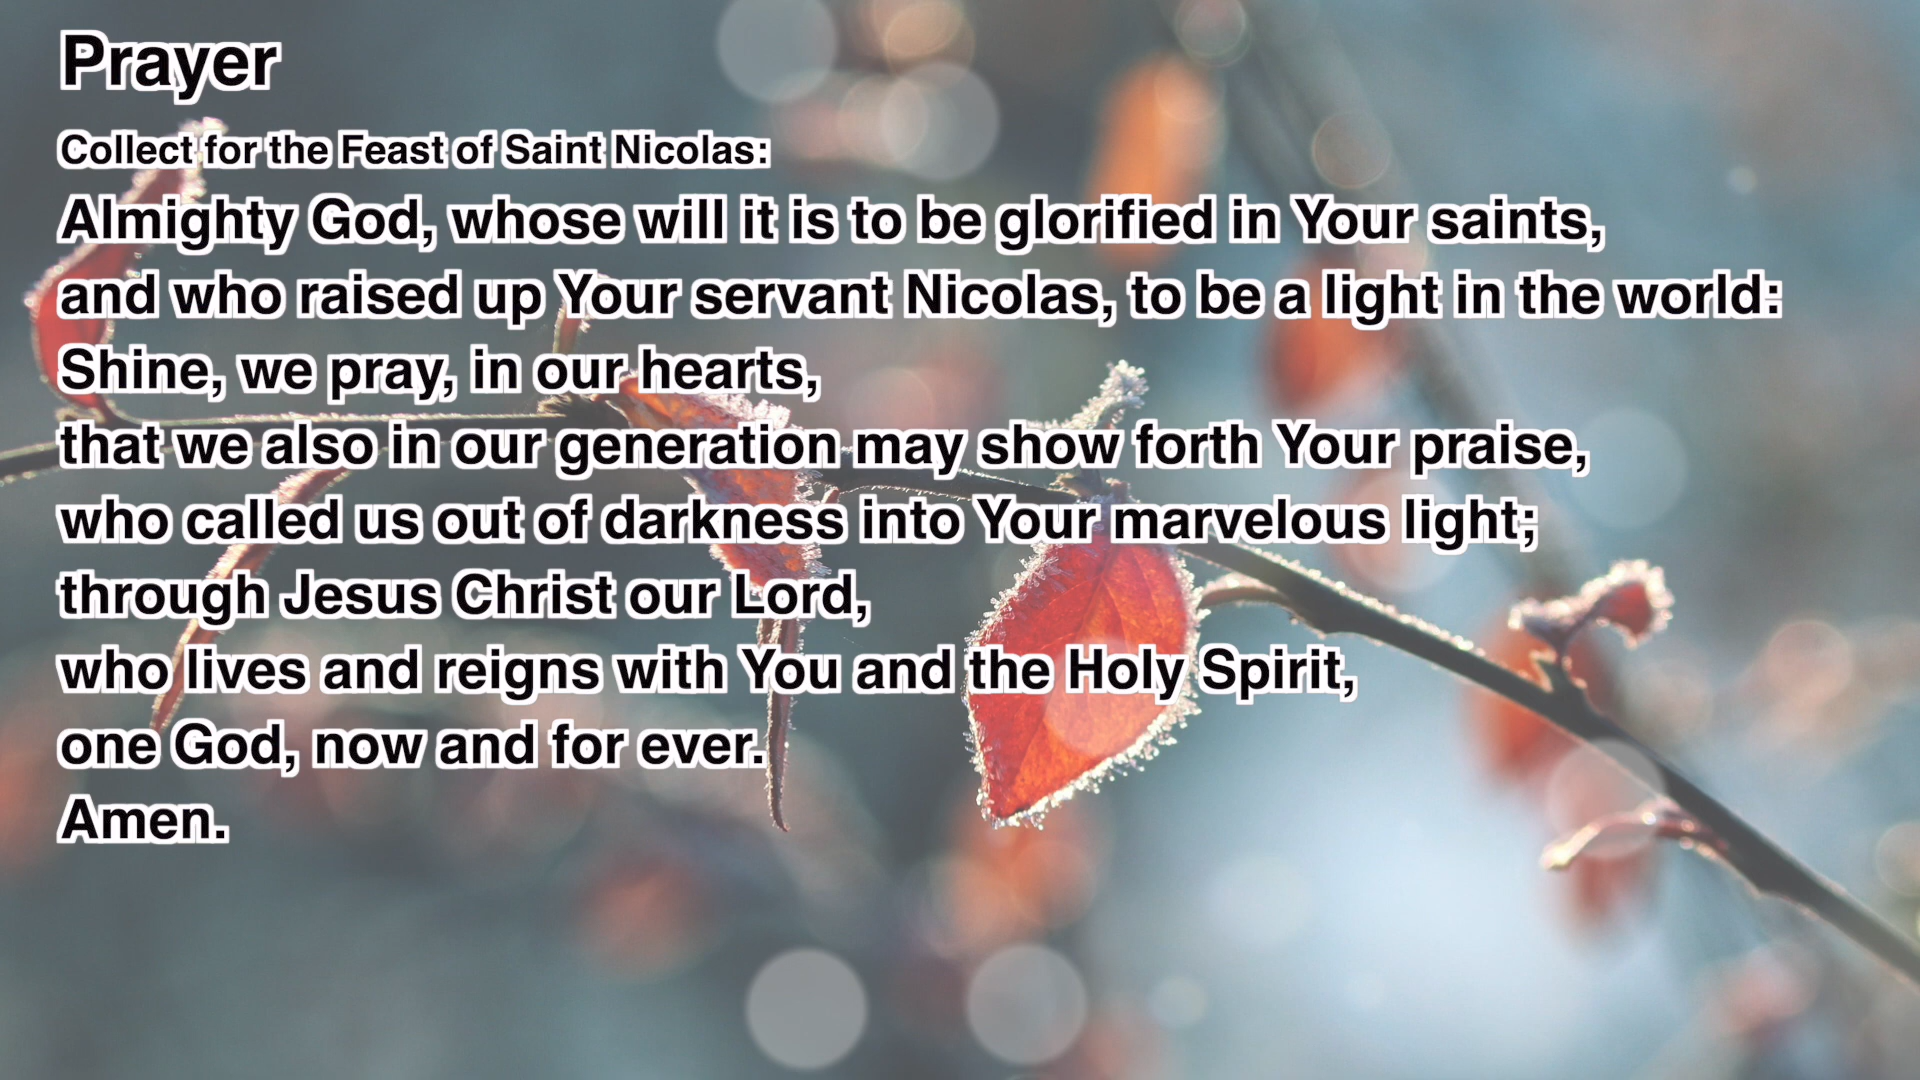 Prayer
Collect for the Feast of Saint Nicolas:
Almighty God, whose will it is to be glorified in Your saints,
and who raised up Your servant Nicolas, to be a light in the world:
Shine, we pray, in our hearts,
that we also in our generation may show forth Your praise,
who called us out of darkness into Your marvelous light;
through Jesus Christ our Lord,
who lives and reigns with You and the Holy Spirit,
one God, now and for ever.
Amen.